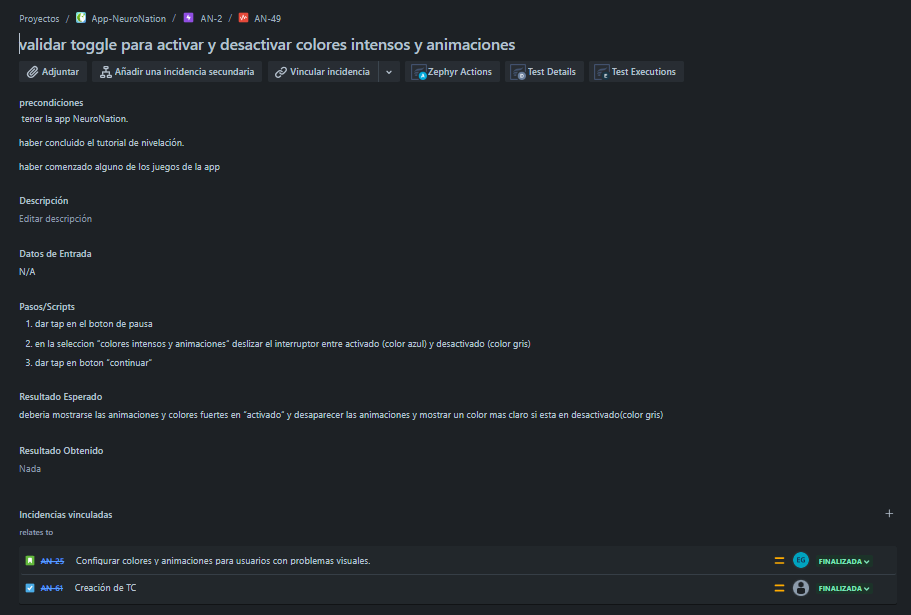 Proyectos / App-NeuroNation / AN-2 / AN-49
validar toggle para activar y desactivar colores intensos y animaciones
Adjuntar Añadir una incidencia secundaria Vincular incidencia Zephyr Actions Test Details Test Executions
precondiciones
tener la app NeuroNation.
haber concluido el tutorial de nivelación.
haber comenzado alguno de los juegos de la app
Descripción
Editar descripción
Datos de Entrada
N/A
Pasos/Scripts
1. dar tap en el boton de pausa
2. en la seleccion "colores intensos y animaciones" deslizar el interruptor entre activado (color azul) y desactivado (color gris)
3. dar tap en boton "continuar"
Resultado Esperado
deberia mostrarse las animaciones y colores fuertes en "activado" y desaparecer las animaciones y mostrar un color mas claro si esta en desactivado(color gris)
Resultado Obtenido
Nada
Incidencias vinculadas
relates to
AN-25 Configurar colores y animaciones para usuarios con problemas visuales. EG FINALIZADA
AN-61 Creación de TC FINALIZADA